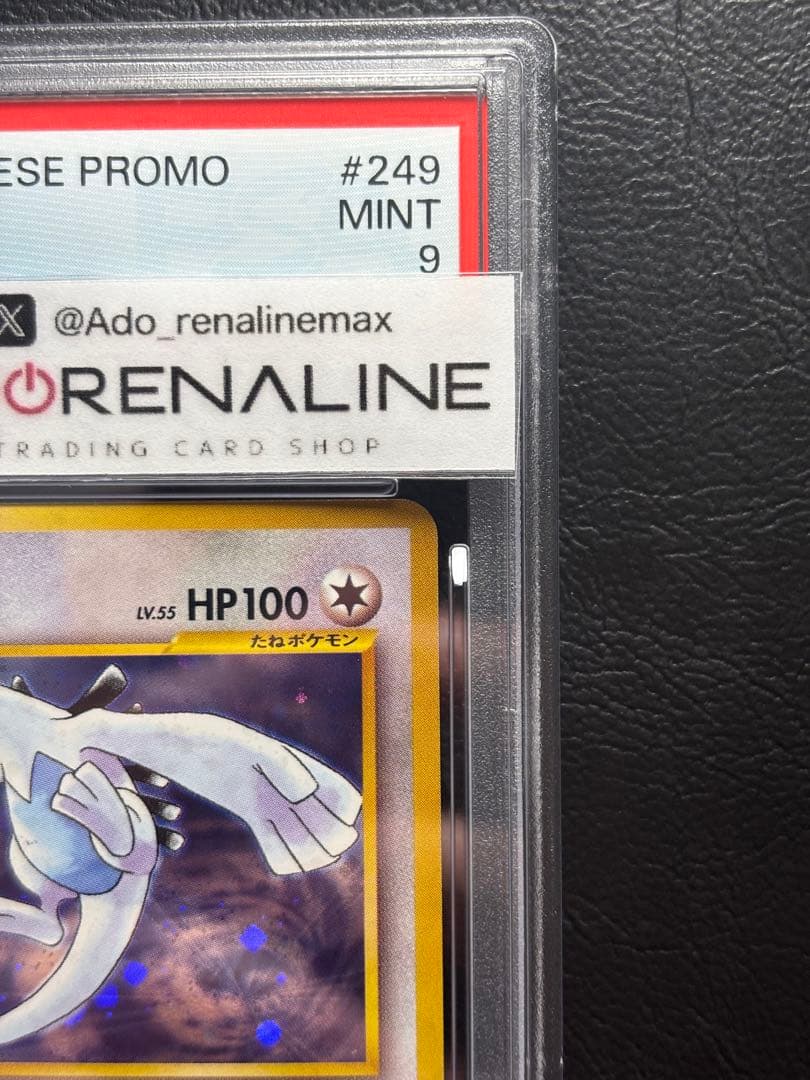 ESE PROMO #249
MINT
9
X @Ado_renalinemax
RENALINE
TRADING CARD SHOP
LV.55 HP100
たねポケモン